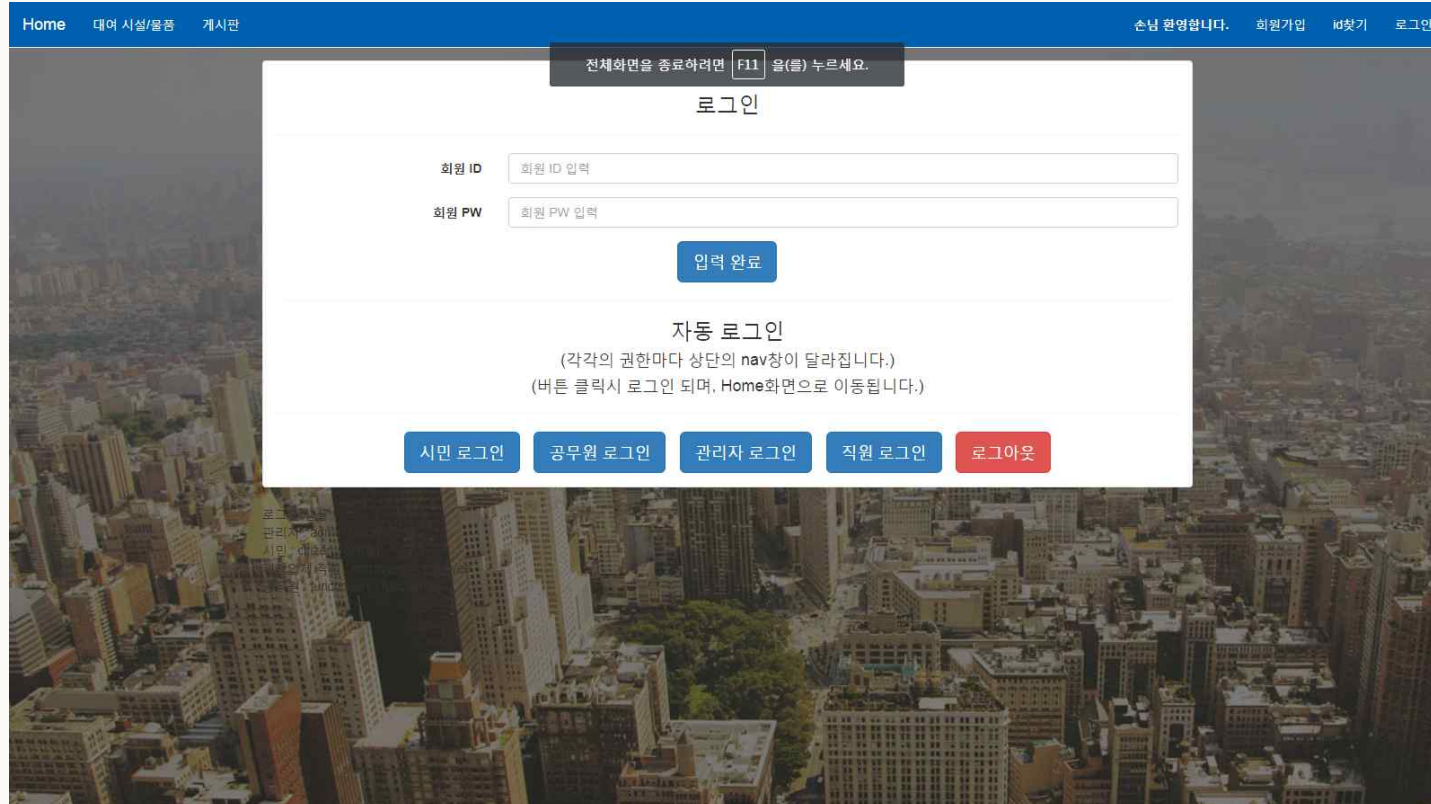 Home 대여 시설/물품 게시판 손님 환영합니다. 회원가입 id찾기 로그인
전체화면을 종료하려면 F11 을(를) 누르세요.
로그인
회원 ID 회원 ID 입력
회원 PW 회원 PW 입력
입력 완료
자동 로그인
(각각의 권한마다 상단의 nav창이 달라집니다.)
(버튼 클릭시 로그인 되며, Home화면으로 이동됩니다.)
시민 로그인 공무원 로그인 관리자 로그인 직원 로그인 로그아웃
관리자
시민